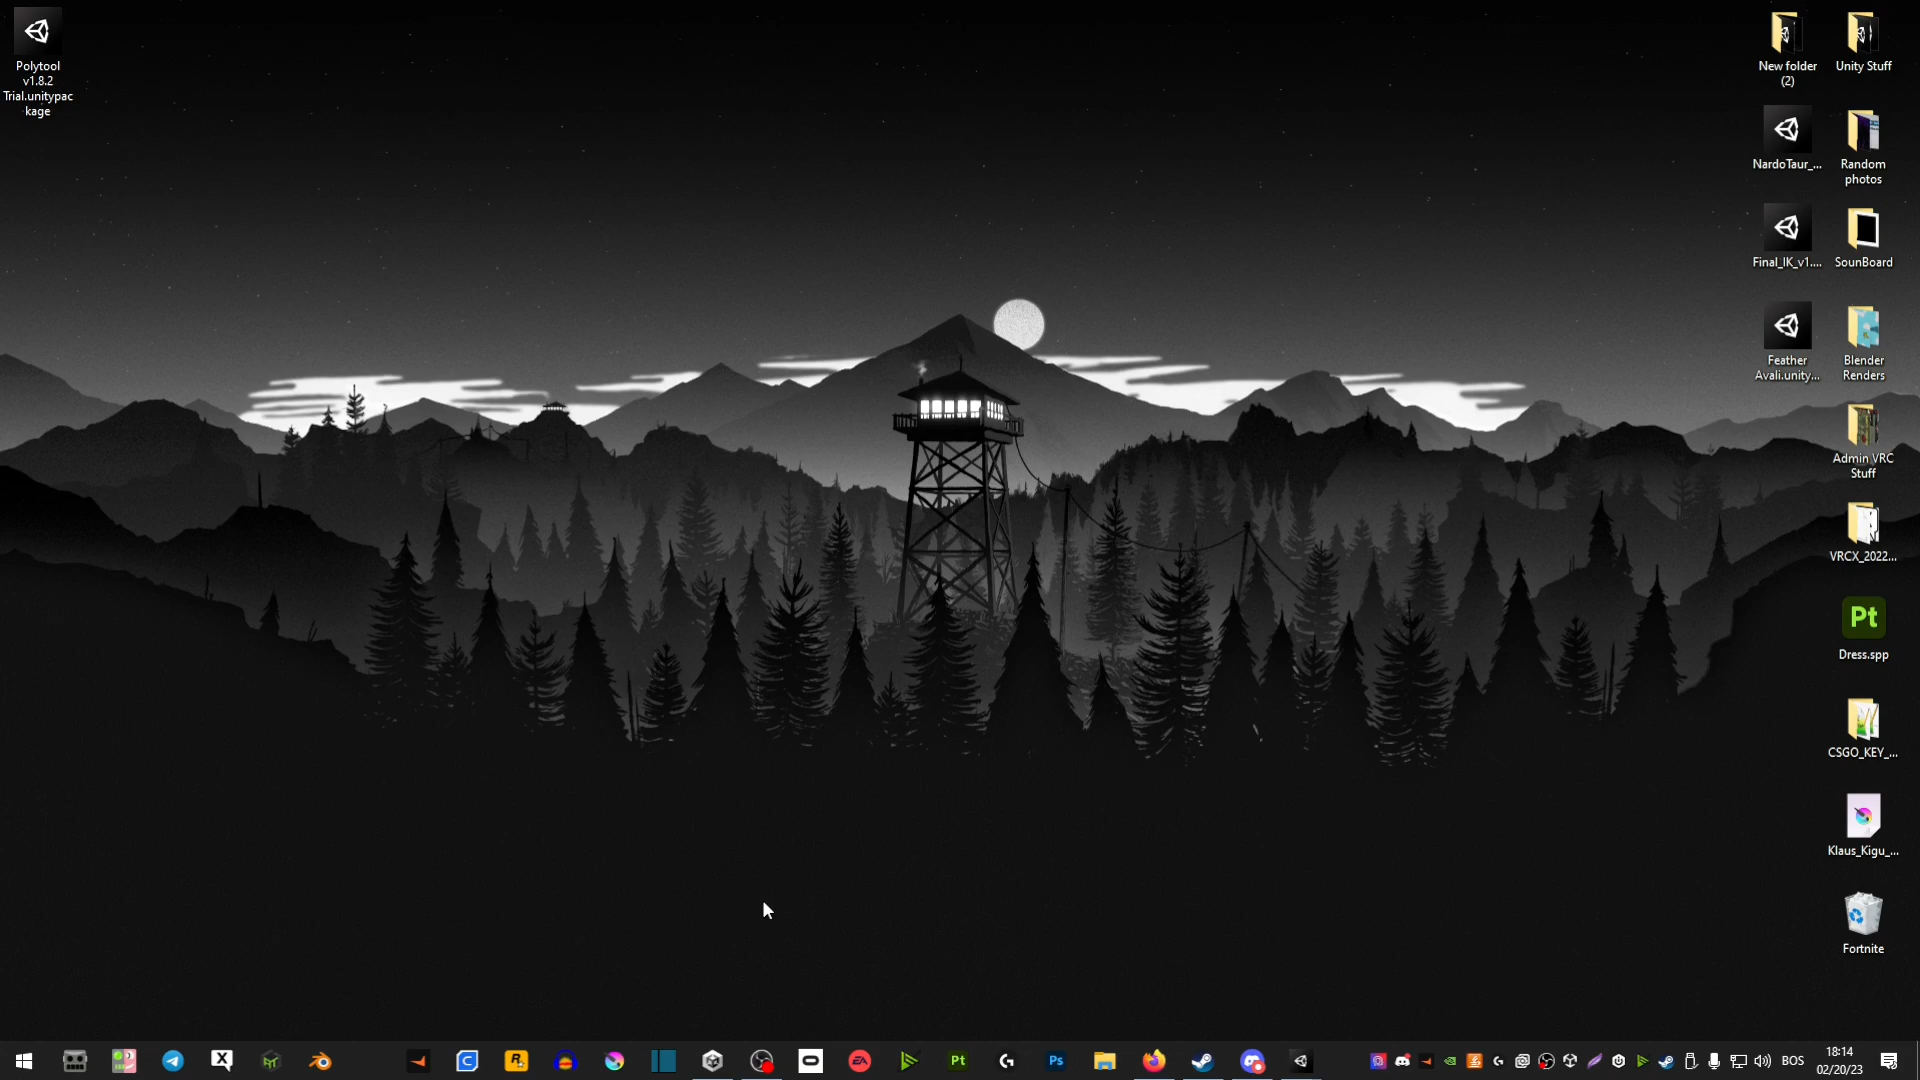 Polytool
v1.8.2
Trial.unitypac
kage
New folder
(2)
Unity Stuff
NardoTaur_...
Random
photos
Final_IK_v1....
SounBoard
Feather
Avali.unity...
Blender
Renders
Admin VRC
Stuff
VRCX_2022...
Pt
Dress.spp
CSGO_KEY_...
Klaus_Kigu_...
Fortnite
X
C
R
EA
Pt
G
Ps
BOS
18:14
02/20/23